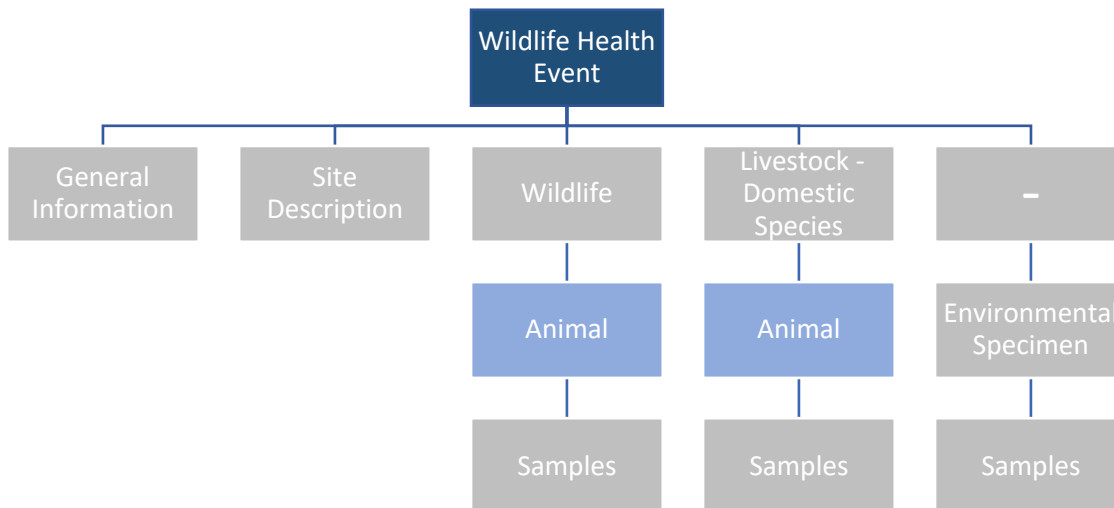 Wildlife Health
Event
General
Information
Site
Description
Wildlife
Livestock -
Domestic
Species
–
Animal
Animal
Environmental
Specimen
Samples
Samples
Samples